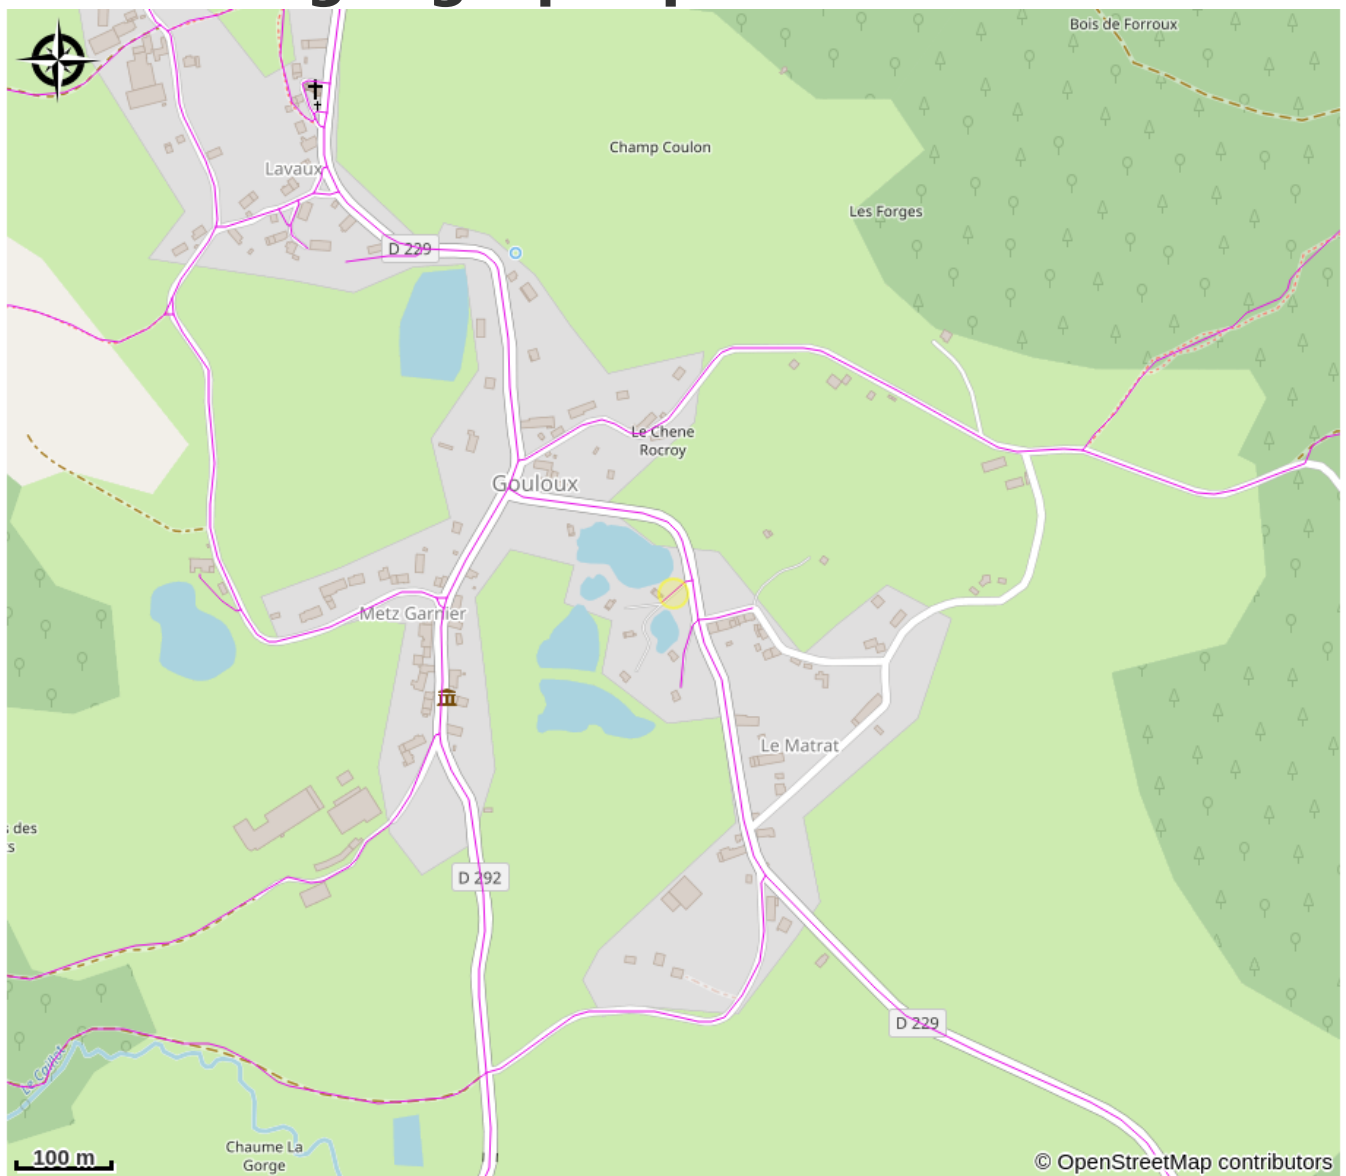 Bois de Forroux
Champ Coulon
Lavaux
Les Forges
D 229
Le Chene
Rocroy
Gouloux
Metz Garnier
Le Matrat
s des
D 292
D 229
Le Caillot
Chaume La
Gorge
100 m
© OpenStreetMap contributors